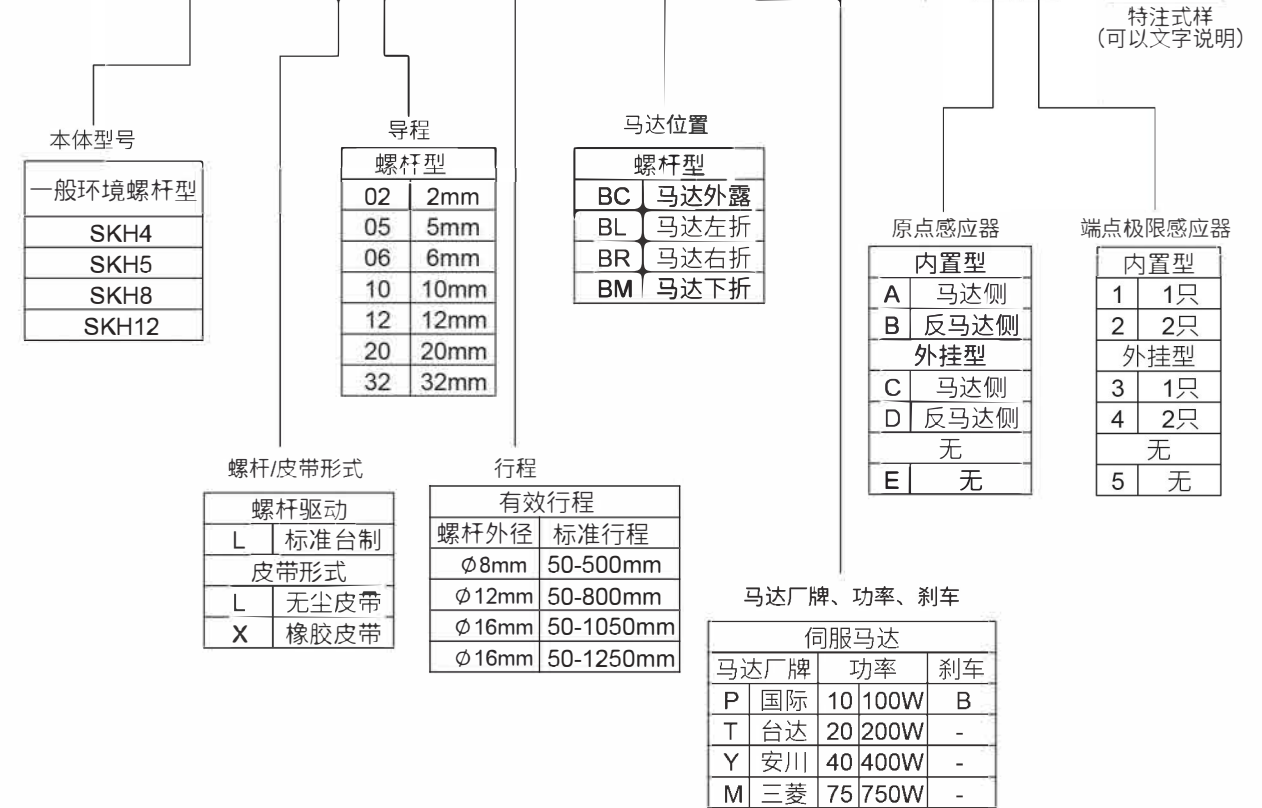 特注式样
(可以文字说明)
本体型号
一般环境螺杆型
SKH4
SKH5
SKH8
SKH12
导程
螺杆型
02 2mm
05 5mm
06 6mm
10 10mm
12 12mm
20 20mm
32 32mm
马达位置
螺杆型
BC 马达外露
BL 马达左折
BR 马达右折
BM 马达下折
原点感应器
内置型
A 马达侧
B 反马达侧
外挂型
C 马达侧
D 反马达侧
无
E 无
端点极限感应器
内置型
1 1只
2 2只
外挂型
3 1只
4 2只
无
5 无
螺杆/皮带形式
螺杆驱动
L 标准台制
皮带形式
L 无尘皮带
X 橡胶皮带
行程
有效行程
螺杆外径 标准行程
∅8mm 50-500mm
∅12mm 50-800mm
∅16mm 50-1050mm
∅16mm 50-1250mm
马达厂牌、功率、刹车
伺服马达
马达厂牌 功率 刹车
P 国际 10 100W B
T 台达 20 200W -
Y 安川 40 400W -
M 三菱 75 750W -